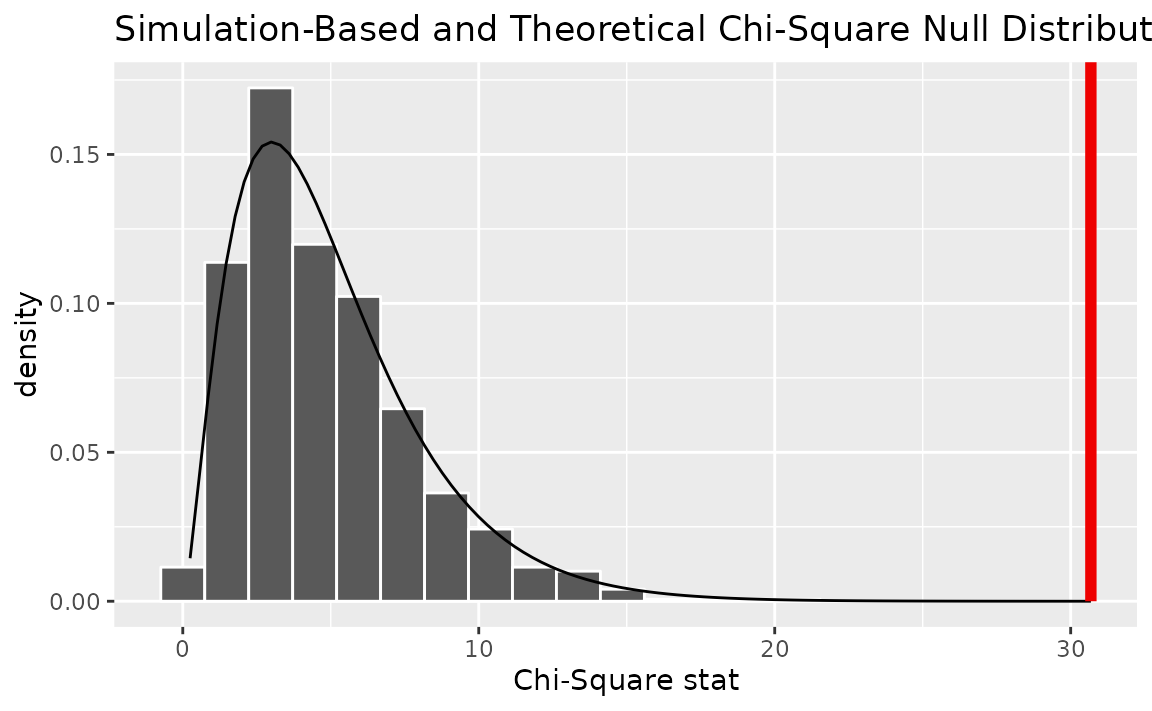 Simulation-Based and Theoretical Chi-Square Null Distribut
0.15
0.10
0.05
0.00
density
0 10 20 30
Chi-Square stat